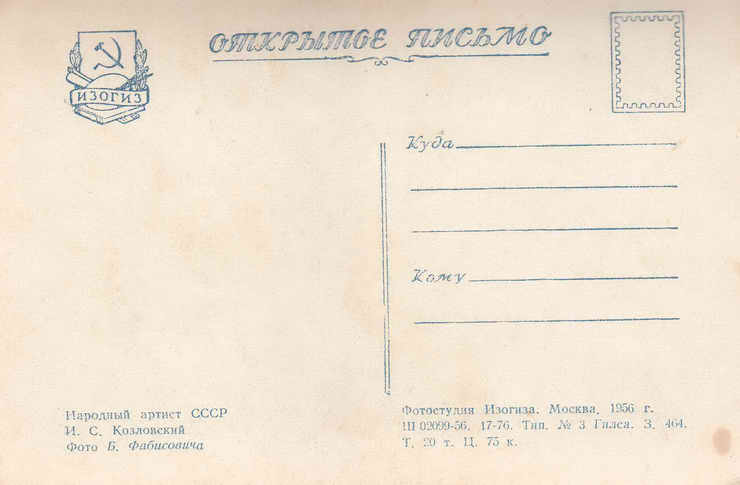 ОТКРЫТОЕ ПИСЬМО
ИЗОГИЗ
Куда
Кому
Народный артист СССР
И. С. Козловский
Фото Б. Фабисовича
Фотостудия Изогиза. Москва, 1956 г.
Ш 02099-56. 17-76. Тип. № 3 Гилса. З. 464.
Т. 20 т. Ц. 75 к.